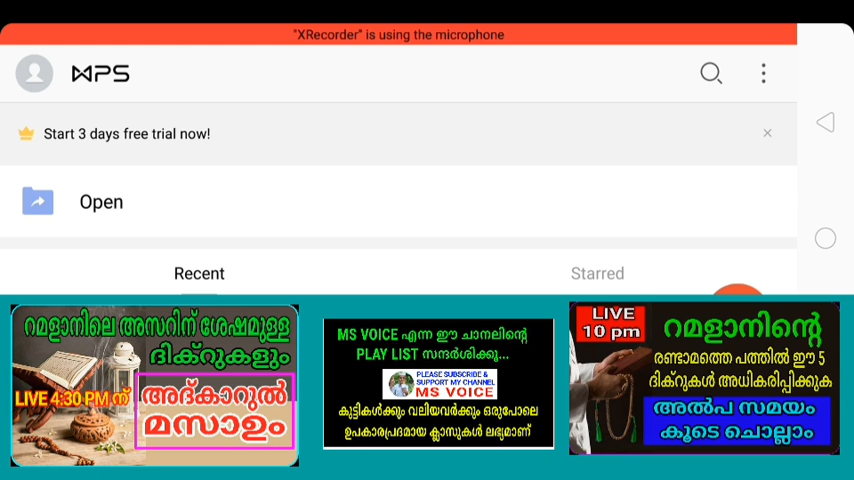 "XRecorder" is using the microphone
WPS
Start 3 days free trial now!
Open
Recent
Starred
റമളാനിലെ അസറിന് ശേഷമുള്ള
ദിക്റുകളും
LIVE 4:30 PM ന്
അദ്കാറുൽ
മസാഉം
MS VOICE എന്ന ഈ ചാനലിന്റെ
PLAY LIST സന്ദർശിക്കൂ...
PLEASE SUBSCRIBE &
SUPPORT MY CHANNEL
MS VOICE
കുട്ടികൾക്കും വലിയവർക്കും ഒരുപോലെ
ഉപകാരപ്രദമായ ക്ലാസുകൾ ലഭ്യമാണ്
LIVE
10 pm
റമളാനിന്റെ
രണ്ടാമത്തെ പത്തിൽ ഈ 5
ദിക്റുകൾ അധികരിപ്പിക്കുക
അൽപ സമയം
കൂടെ ചൊല്ലാം